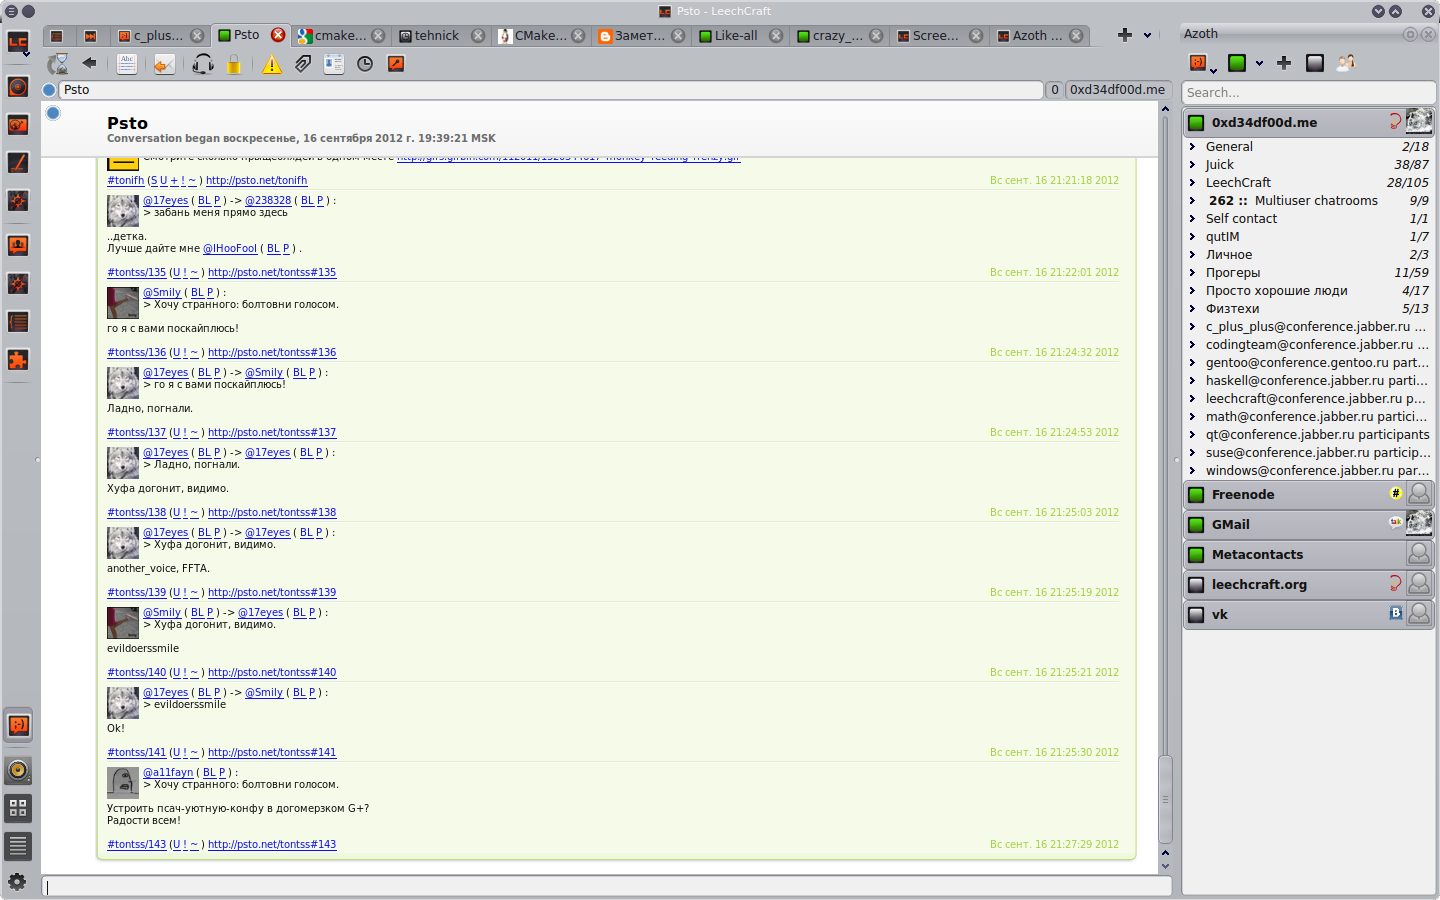 Psto - LeechCraft
c_plus...
Psto
cmake...
tehnick
CMake...
Замет...
Like-all
crazy_...
Scree...
Azoth ...
Psto
0
0xd34df00d.me
Psto
Conversation began воскресенье, 16 сентября 2012 г. 19:39:21 MSK
#tonifh (S U + ! ~ ) http://psto.net/tonifh
Вс сент. 16 21:21:18 2012
@17eyes ( BL P ) -> @238328 ( BL P ) :
> забань меня прямо здесь
..детка.
Лучше дайте мне @IHooFooI ( BL P ) .
#tontss/135 (U ! ~ ) http://psto.net/tontss#135
Вс сент. 16 21:22:01 2012
@Smily ( BL P ) :
> Хочу странного: болтовни голосом.
го я с вами поскайплюсь!
#tontss/136 (U ! ~ ) http://psto.net/tontss#136
Вс сент. 16 21:24:32 2012
@17eyes ( BL P ) -> @Smily ( BL P ) :
> го я с вами поскайплюсь!
Ладно, погнали.
#tontss/137 (U ! ~ ) http://psto.net/tontss#137
Вс сент. 16 21:24:53 2012
@17eyes ( BL P ) -> @17eyes ( BL P ) :
> Ладно, погнали.
Хуфа догонит, видимо.
#tontss/138 (U ! ~ ) http://psto.net/tontss#138
Вс сент. 16 21:25:03 2012
@17eyes ( BL P ) -> @17eyes ( BL P ) :
> Хуфа догонит, видимо.
another_voice, FFTA.
#tontss/139 (U ! ~ ) http://psto.net/tontss#139
Вс сент. 16 21:25:19 2012
@Smily ( BL P ) -> @17eyes ( BL P ) :
> Хуфа догонит, видимо.
evildoerssmile
#tontss/140 (U ! ~ ) http://psto.net/tontss#140
Вс сент. 16 21:25:21 2012
@17eyes ( BL P ) -> @Smily ( BL P ) :
> evildoerssmile
Ok!
#tontss/141 (U ! ~ ) http://psto.net/tontss#141
Вс сент. 16 21:25:30 2012
@a11fayn ( BL P ) :
> Хочу странного: болтовни голосом.
Устроить псач-уютную-конфу в догомерзком G+?
Радости всем!
#tontss/143 (U ! ~ ) http://psto.net/tontss#143
Вс сент. 16 21:27:29 2012
Azoth
Search...
0xd34df00d.me
General 2/18
Juick 38/87
LeechCraft 28/105
262 :: Multiuser chatrooms 9/9
Self contact 1/1
qutIM 1/7
Личное 2/3
Прогеры 11/59
Просто хорошие люди 4/17
Физтехи 5/13
c_plus_plus@conference.jabber.ru ...
codingteam@conference.jabber.ru ...
gentoo@conference.gentoo.ru part...
haskell@conference.jabber.ru parti...
leechcraft@conference.jabber.ru p...
math@conference.jabber.ru partici...
qt@conference.jabber.ru participants
suse@conference.jabber.ru particip...
windows@conference.jabber.ru par...
Freenode
GMail
Metacontacts
leechcraft.org
vk